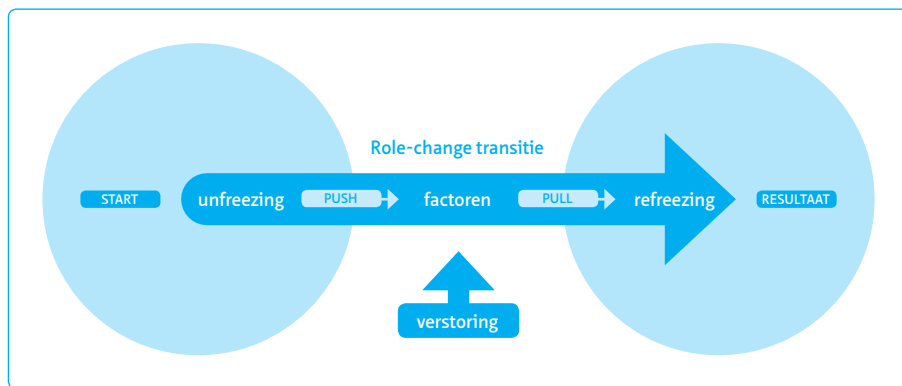 Role-change transitie
START unfreezing PUSH factoren PULL refreezing RESULTAAT
verstoring